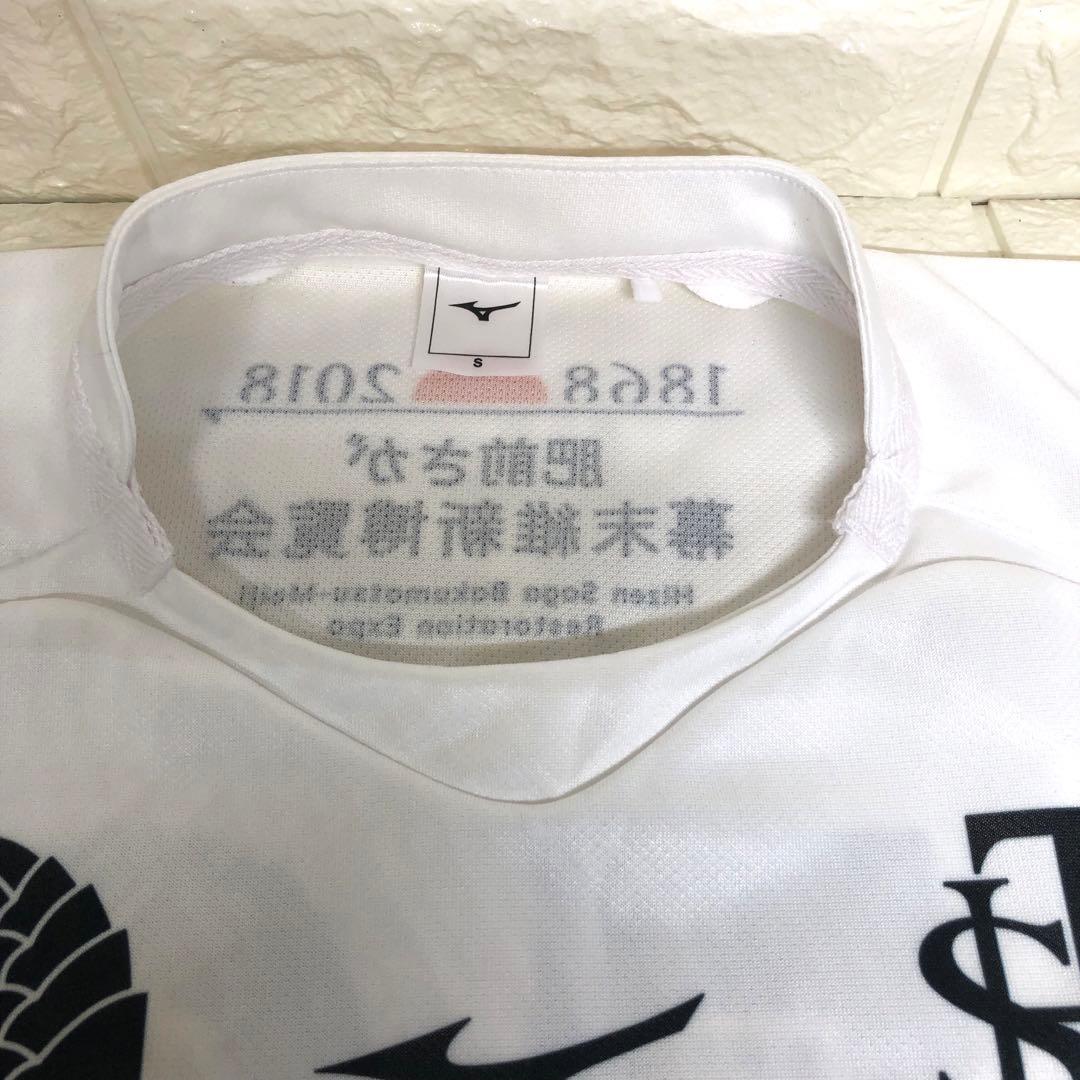 S
1868 2018
肥前さが
幕末維新博覧会
Hizen Saga Bakumatsu-Meiji
Restoration Expo
S